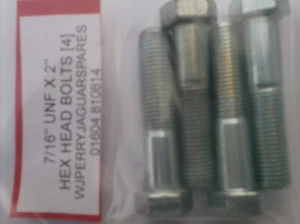 7/16" UNF X 2"
HEX HEAD BOLTS [4]
WJPERRYJAGUARSPARES
01604 810814